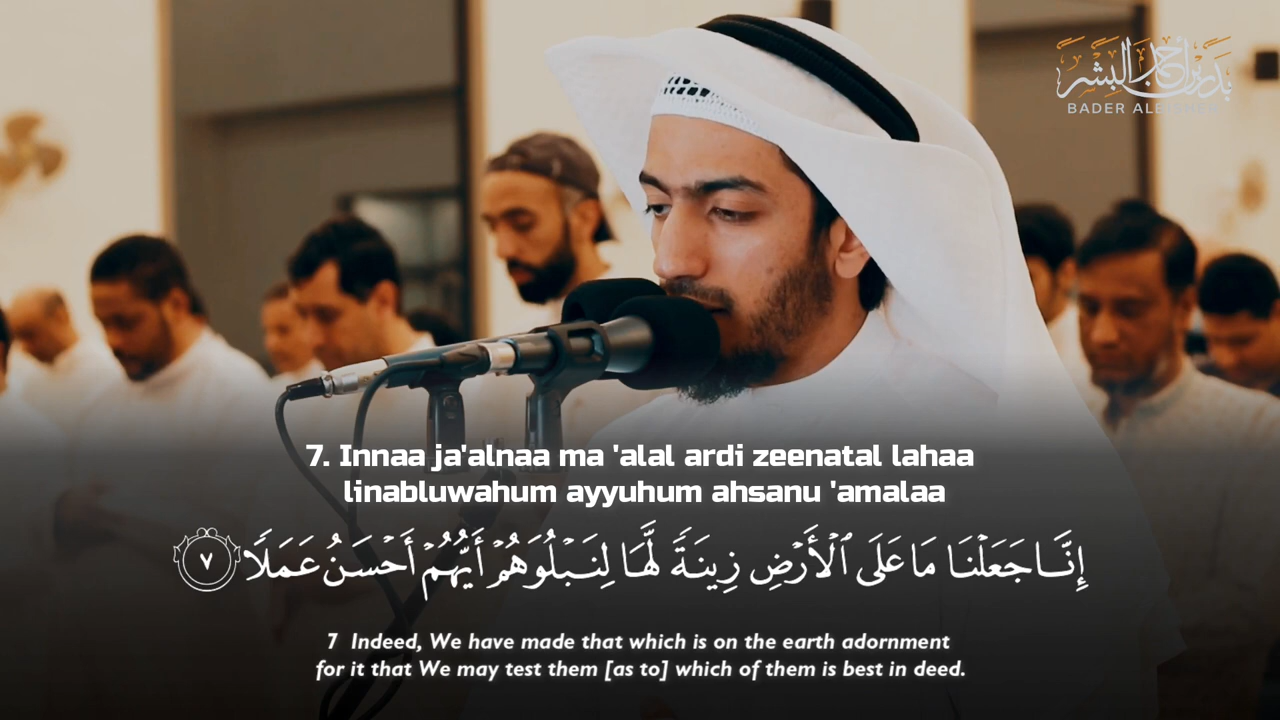 بدر بن أحمد البشر
BADER ALBISHER
7. Innaa ja'alnaa ma 'alal ardi zeenatal lahaa
linabluwahum ayyuhum ahsanu 'amalaa
إِنَّا جَعَلْنَا مَا عَلَى ٱلْأَرْضِ زِينَةً لَّهَا لِنَبْلُوَهُمْ أَيُّهُمْ أَحْسَنُ عَمَلًا ٧
7 Indeed, We have made that which is on the earth adornment
for it that We may test them [as to] which of them is best in deed.